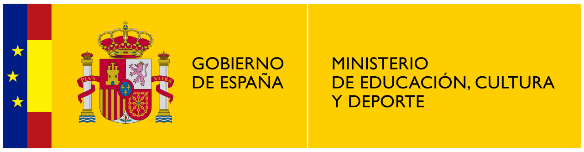 GOBIERNO
DE ESPAÑA
MINISTERIO
DE EDUCACIÓN, CULTURA
Y DEPORTE